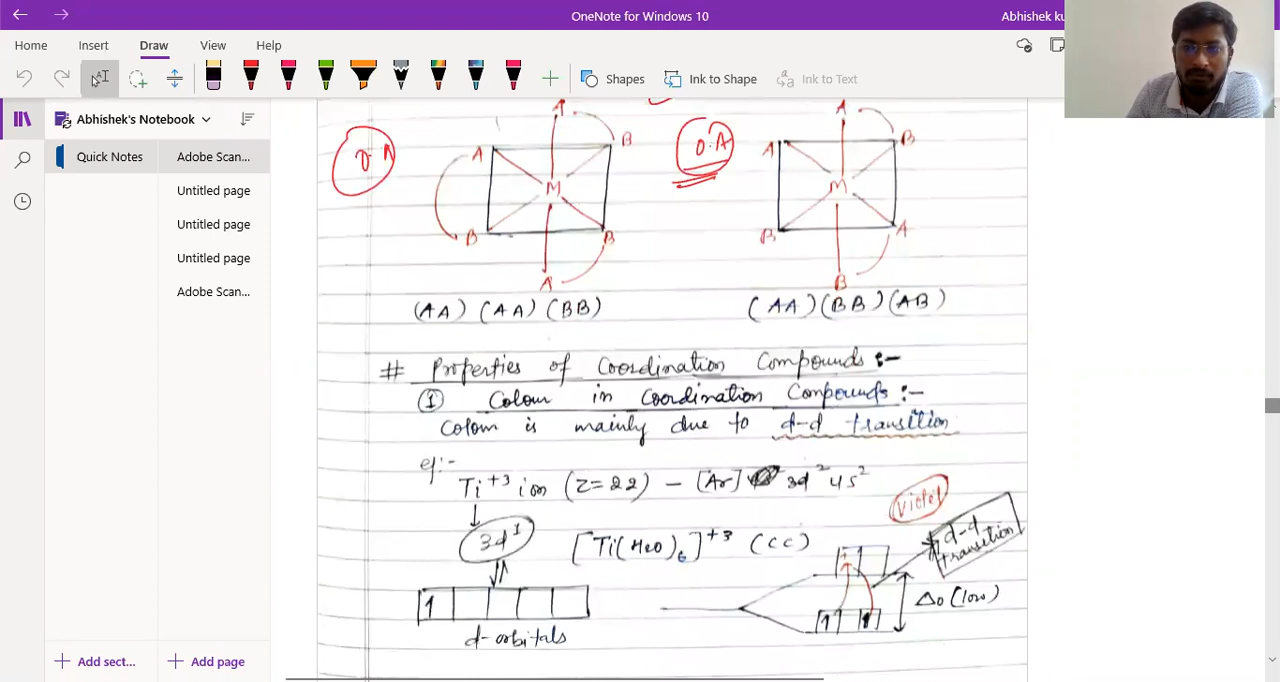 OneNote for Windows 10
Abhishek ku
Home Insert Draw View Help
Shapes Ink to Shape Ink to Text
Abhishek's Notebook
Quick Notes
Adobe Scan...
Untitled page
Untitled page
Untitled page
Adobe Scan...
Add sect...
Add page
O.A
A
B
A
M
B
B
A
O.A
A
A
B
M
B
A
B
(AA) (AA) (BB)
(AA) (BB) (AB)
# Properties of Coordination Compounds :-
① Colour in Coordination Compounds :-
Colour is mainly due to d-d transition
eg:-
Ti+3 ion (Z=22) - [Ar] 3d² 4s²
Violet
3d¹ [Ti(H2O)6]+3 (CC)
d-d transition
1
Δo (low)
d-orbitals